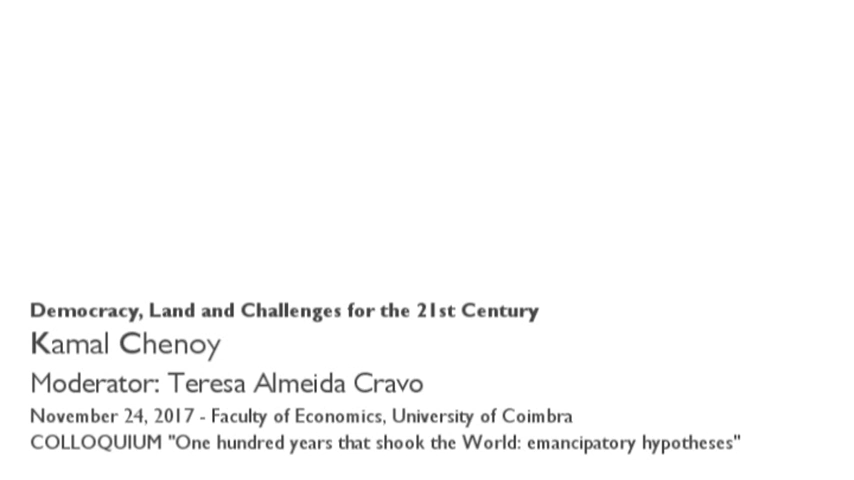 Democracy, Land and Challenges for the 21st Century
Kamal Chenoy
Moderator: Teresa Almeida Cravo
November 24, 2017 - Faculty of Economics, University of Coimbra
COLLOQUIUM "One hundred years that shook the World: emancipatory hypotheses"